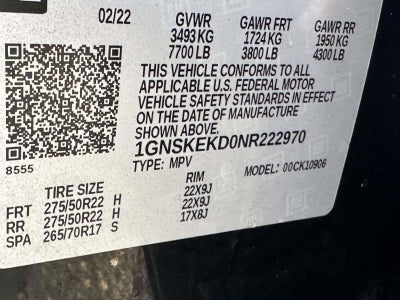 02/22 GVWR GAWR FRT GAWR RR
3493 KG 1724 KG 1950 KG
7700 LB 3800 LB 4300 LB
THIS VEHICLE CONFORMS TO ALL
APPLICABLE U.S. FEDERAL MOTOR
VEHICLE SAFETY STANDARDS IN EFFECT
ON THE DATE OF MANUFACTURE
SHOWN ABOVE.
1GNSKEKD0NR222970
8555 TYPE: MPV MODEL: 00CK10906
TIRE SIZE RIM
FRT 275/50R22 H 22X9J
RR 275/50R22 H 22X9J
SPA 265/70R17 S 17X8J